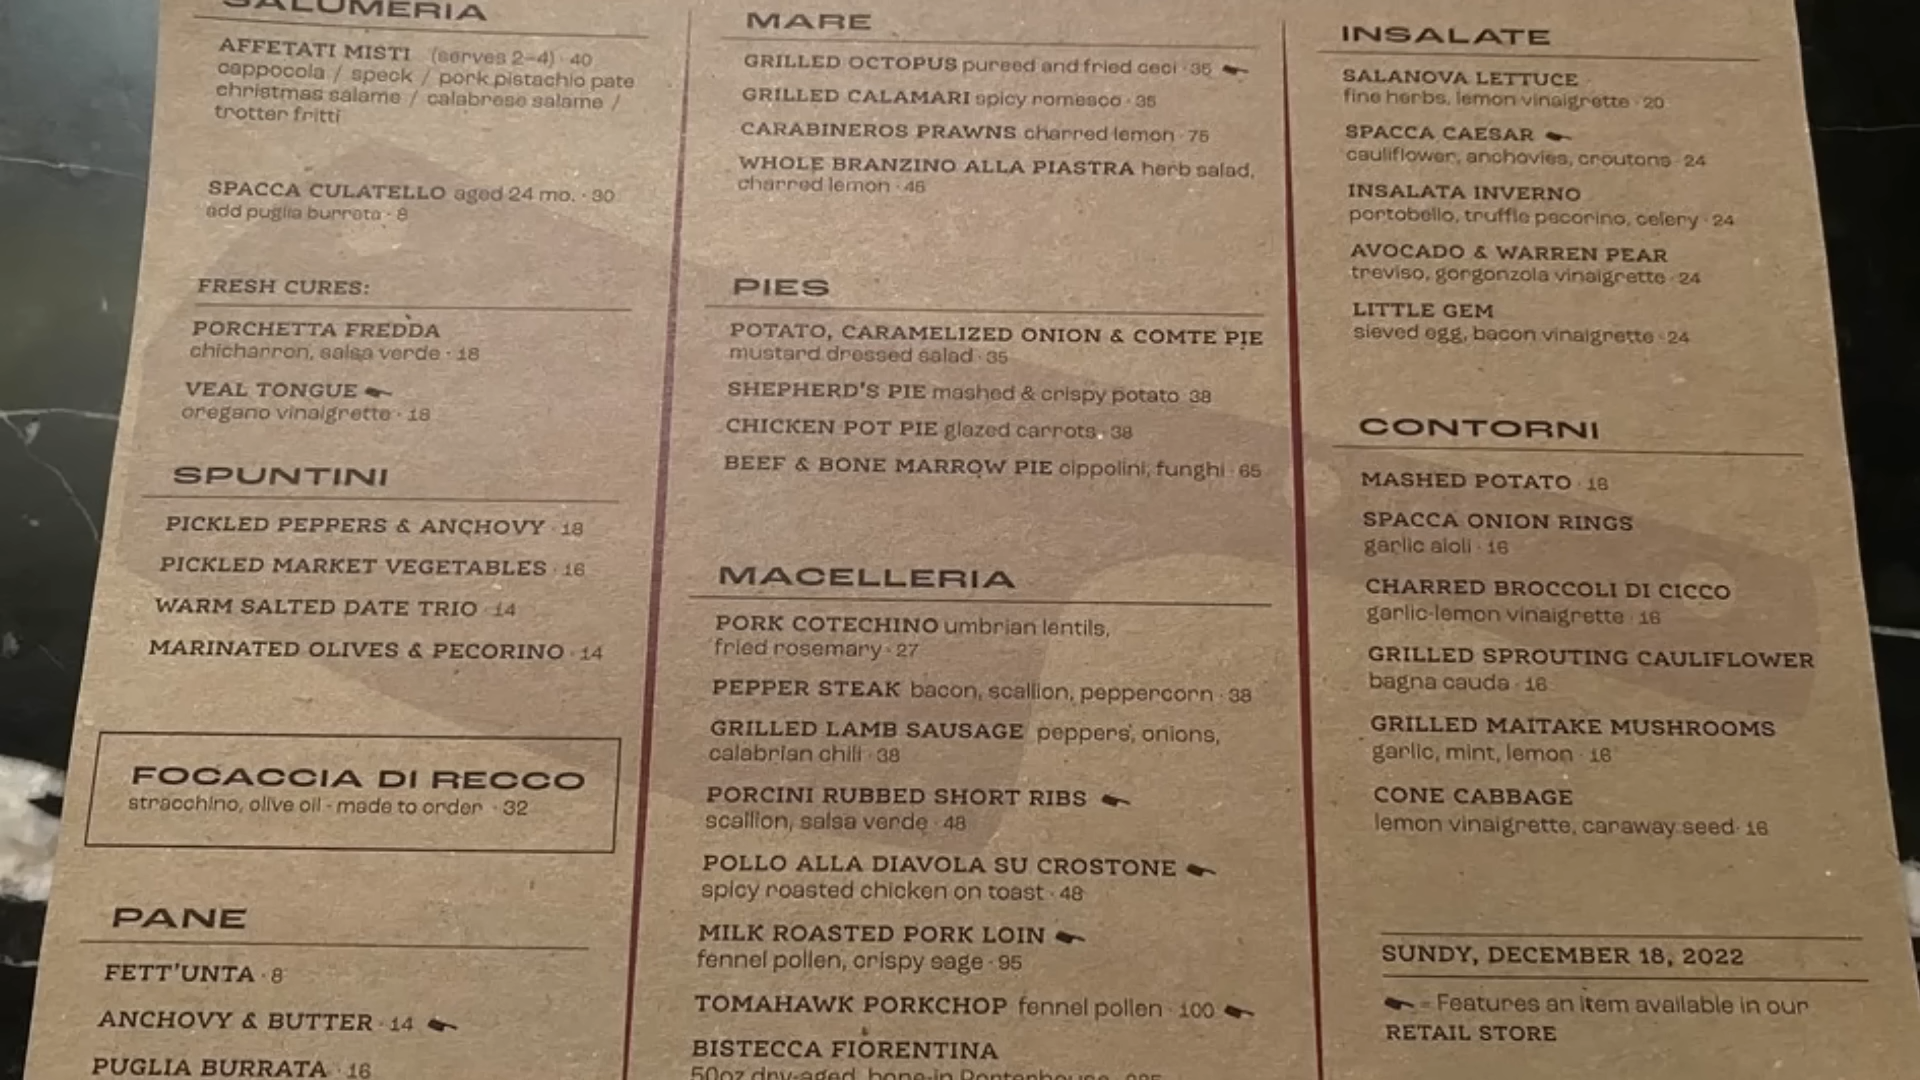 SALUMERIA
AFFETATI MISTI (serves 2-4) · 40
cappocola / speck / pork pistachio pate
christmas salame / calabrese salame /
trotter fritti
SPACCA CULATELLO aged 24 mo. · 30
add puglia burrata · 8
FRESH CURES:
PORCHETTA FREDDA
chicharron, salsa verde · 18
VEAL TONGUE
oregano vinaigrette · 18
SPUNTINI
PICKLED PEPPERS & ANCHOVY · 18
PICKLED MARKET VEGETABLES · 16
WARM SALTED DATE TRIO · 14
MARINATED OLIVES & PECORINO · 14
FOCACCIA DI RECCO
stracchino, olive oil - made to order · 32
PANE
FETT'UNTA · 8
ANCHOVY & BUTTER · 14
PUGLIA BURRATA · 16
MARE
GRILLED OCTOPUS pureed and fried ceci · 35
GRILLED CALAMARI spicy romesco · 35
CARABINEROS PRAWNS charred lemon · 75
WHOLE BRANZINO ALLA PIASTRA herb salad,
charred lemon · 46
PIES
POTATO, CARAMELIZED ONION & COMTE PIE
mustard dressed salad · 35
SHEPHERD'S PIE mashed & crispy potato 38
CHICKEN POT PIE glazed carrots · 38
BEEF & BONE MARROW PIE cippolini, funghi · 65
MACELLERIA
PORK COTECHINO umbrian lentils,
fried rosemary · 27
PEPPER STEAK bacon, scallion, peppercorn · 38
GRILLED LAMB SAUSAGE peppers, onions,
calabrian chili · 38
PORCINI RUBBED SHORT RIBS
scallion, salsa verde · 48
POLLO ALLA DIAVOLA SU CROSTONE
spicy roasted chicken on toast · 48
MILK ROASTED PORK LOIN
fennel pollen, crispy sage · 95
TOMAHAWK PORKCHOP fennel pollen · 100
BISTECCA FIORENTINA
50oz dry-aged, bone-in Porterhouse
INSALATE
SALANOVA LETTUCE
fine herbs, lemon vinaigrette · 20
SPACCA CAESAR
cauliflower, anchovies, croutons · 24
INSALATA INVERNO
portobello, truffle pecorino, celery · 24
AVOCADO & WARREN PEAR
treviso, gorgonzola vinaigrette · 24
LITTLE GEM
sieved egg, bacon vinaigrette · 24
CONTORNI
MASHED POTATO · 16
SPACCA ONION RINGS
garlic aioli · 16
CHARRED BROCCOLI DI CICCO
garlic-lemon vinaigrette · 16
GRILLED SPROUTING CAULIFLOWER
bagna cauda · 16
GRILLED MAITAKE MUSHROOMS
garlic, mint, lemon · 16
CONE CABBAGE
lemon vinaigrette, caraway seed · 16
SUNDY, DECEMBER 18, 2022
= Features an item available in our
RETAIL STORE